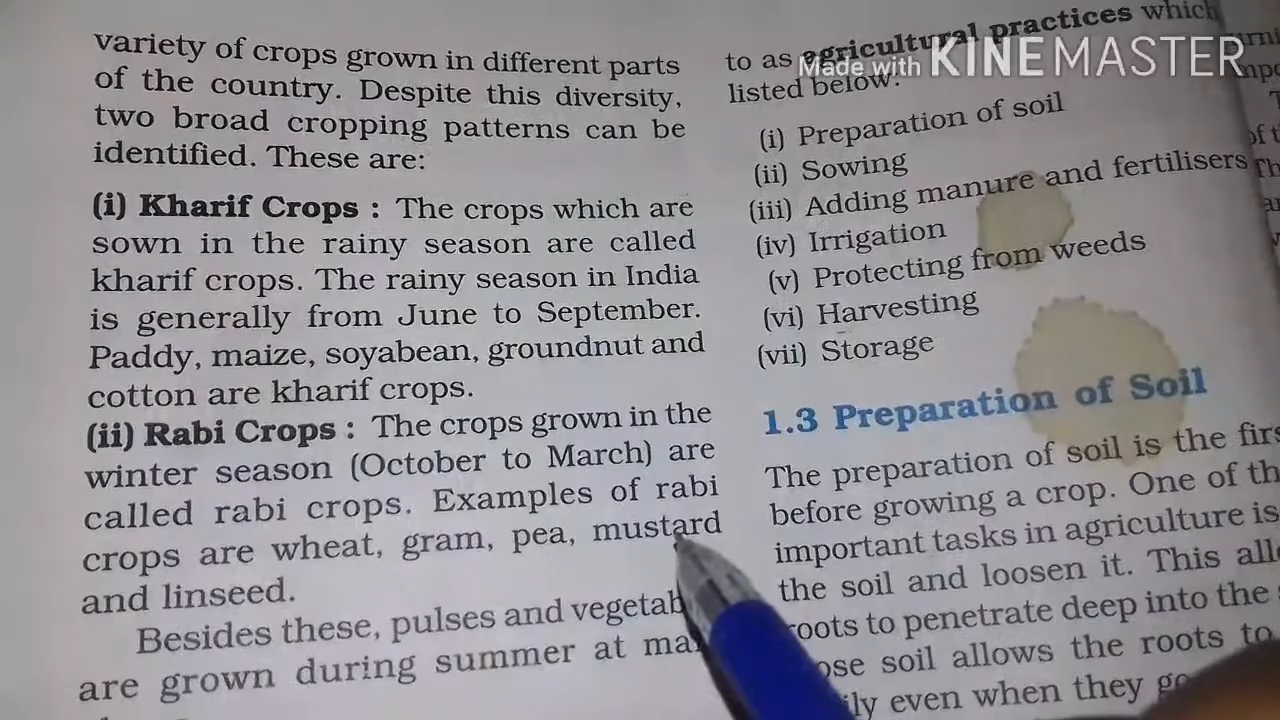 variety of crops grown in different parts
of the country. Despite this diversity,
two broad cropping patterns can be
identified. These are:
(i) Kharif Crops : The crops which are
sown in the rainy season are called
kharif crops. The rainy season in India
is generally from June to September.
Paddy, maize, soyabean, groundnut and
cotton are kharif crops.
(ii) Rabi Crops : The crops grown in the
winter season (October to March) are
called rabi crops. Examples of rabi
crops are wheat, gram, pea, mustard
and linseed.
Besides these, pulses and
are grown during summer at
to as agricultural practices which
listed below:
(i) Preparation of soil
(ii) Sowing
(iii) Adding manure and fertilisers
(iv) Irrigation
(v) Protecting from weeds
(vi) Harvesting
(vii) Storage
1.3 Preparation of Soil
The preparation of soil is the
before growing a crop. One of
important tasks in agriculture is
the soil and loosen it. This
roots to penetrate deep into the
soil allows the roots to
even when they
Made with KINEMASTER